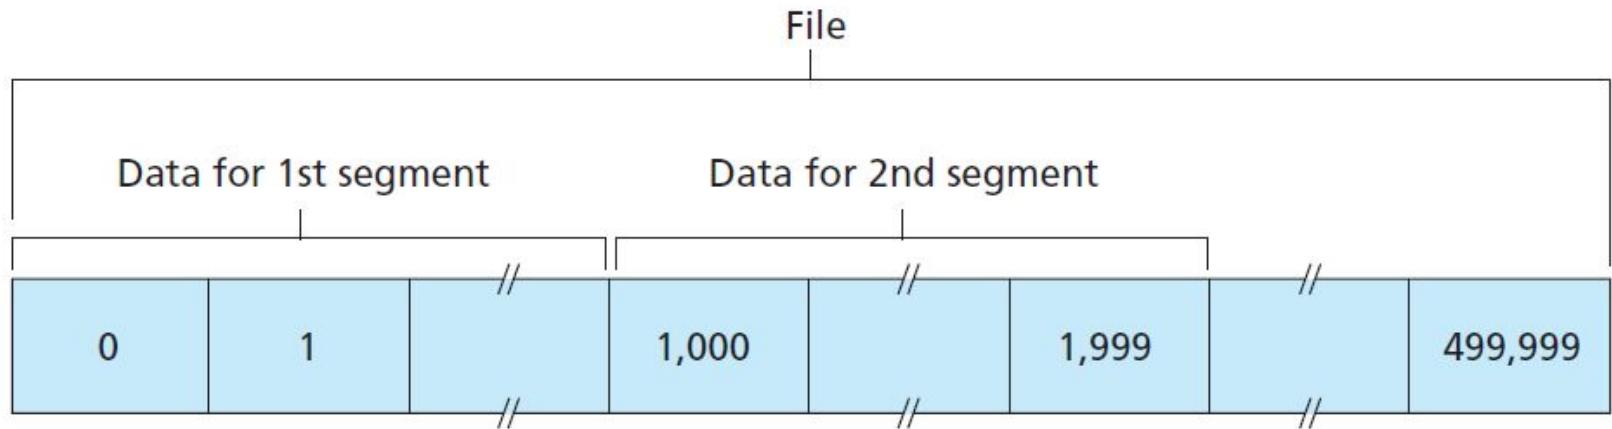 File
Data for 1st segment
Data for 2nd segment
0
1
1,000
1,999
499,999